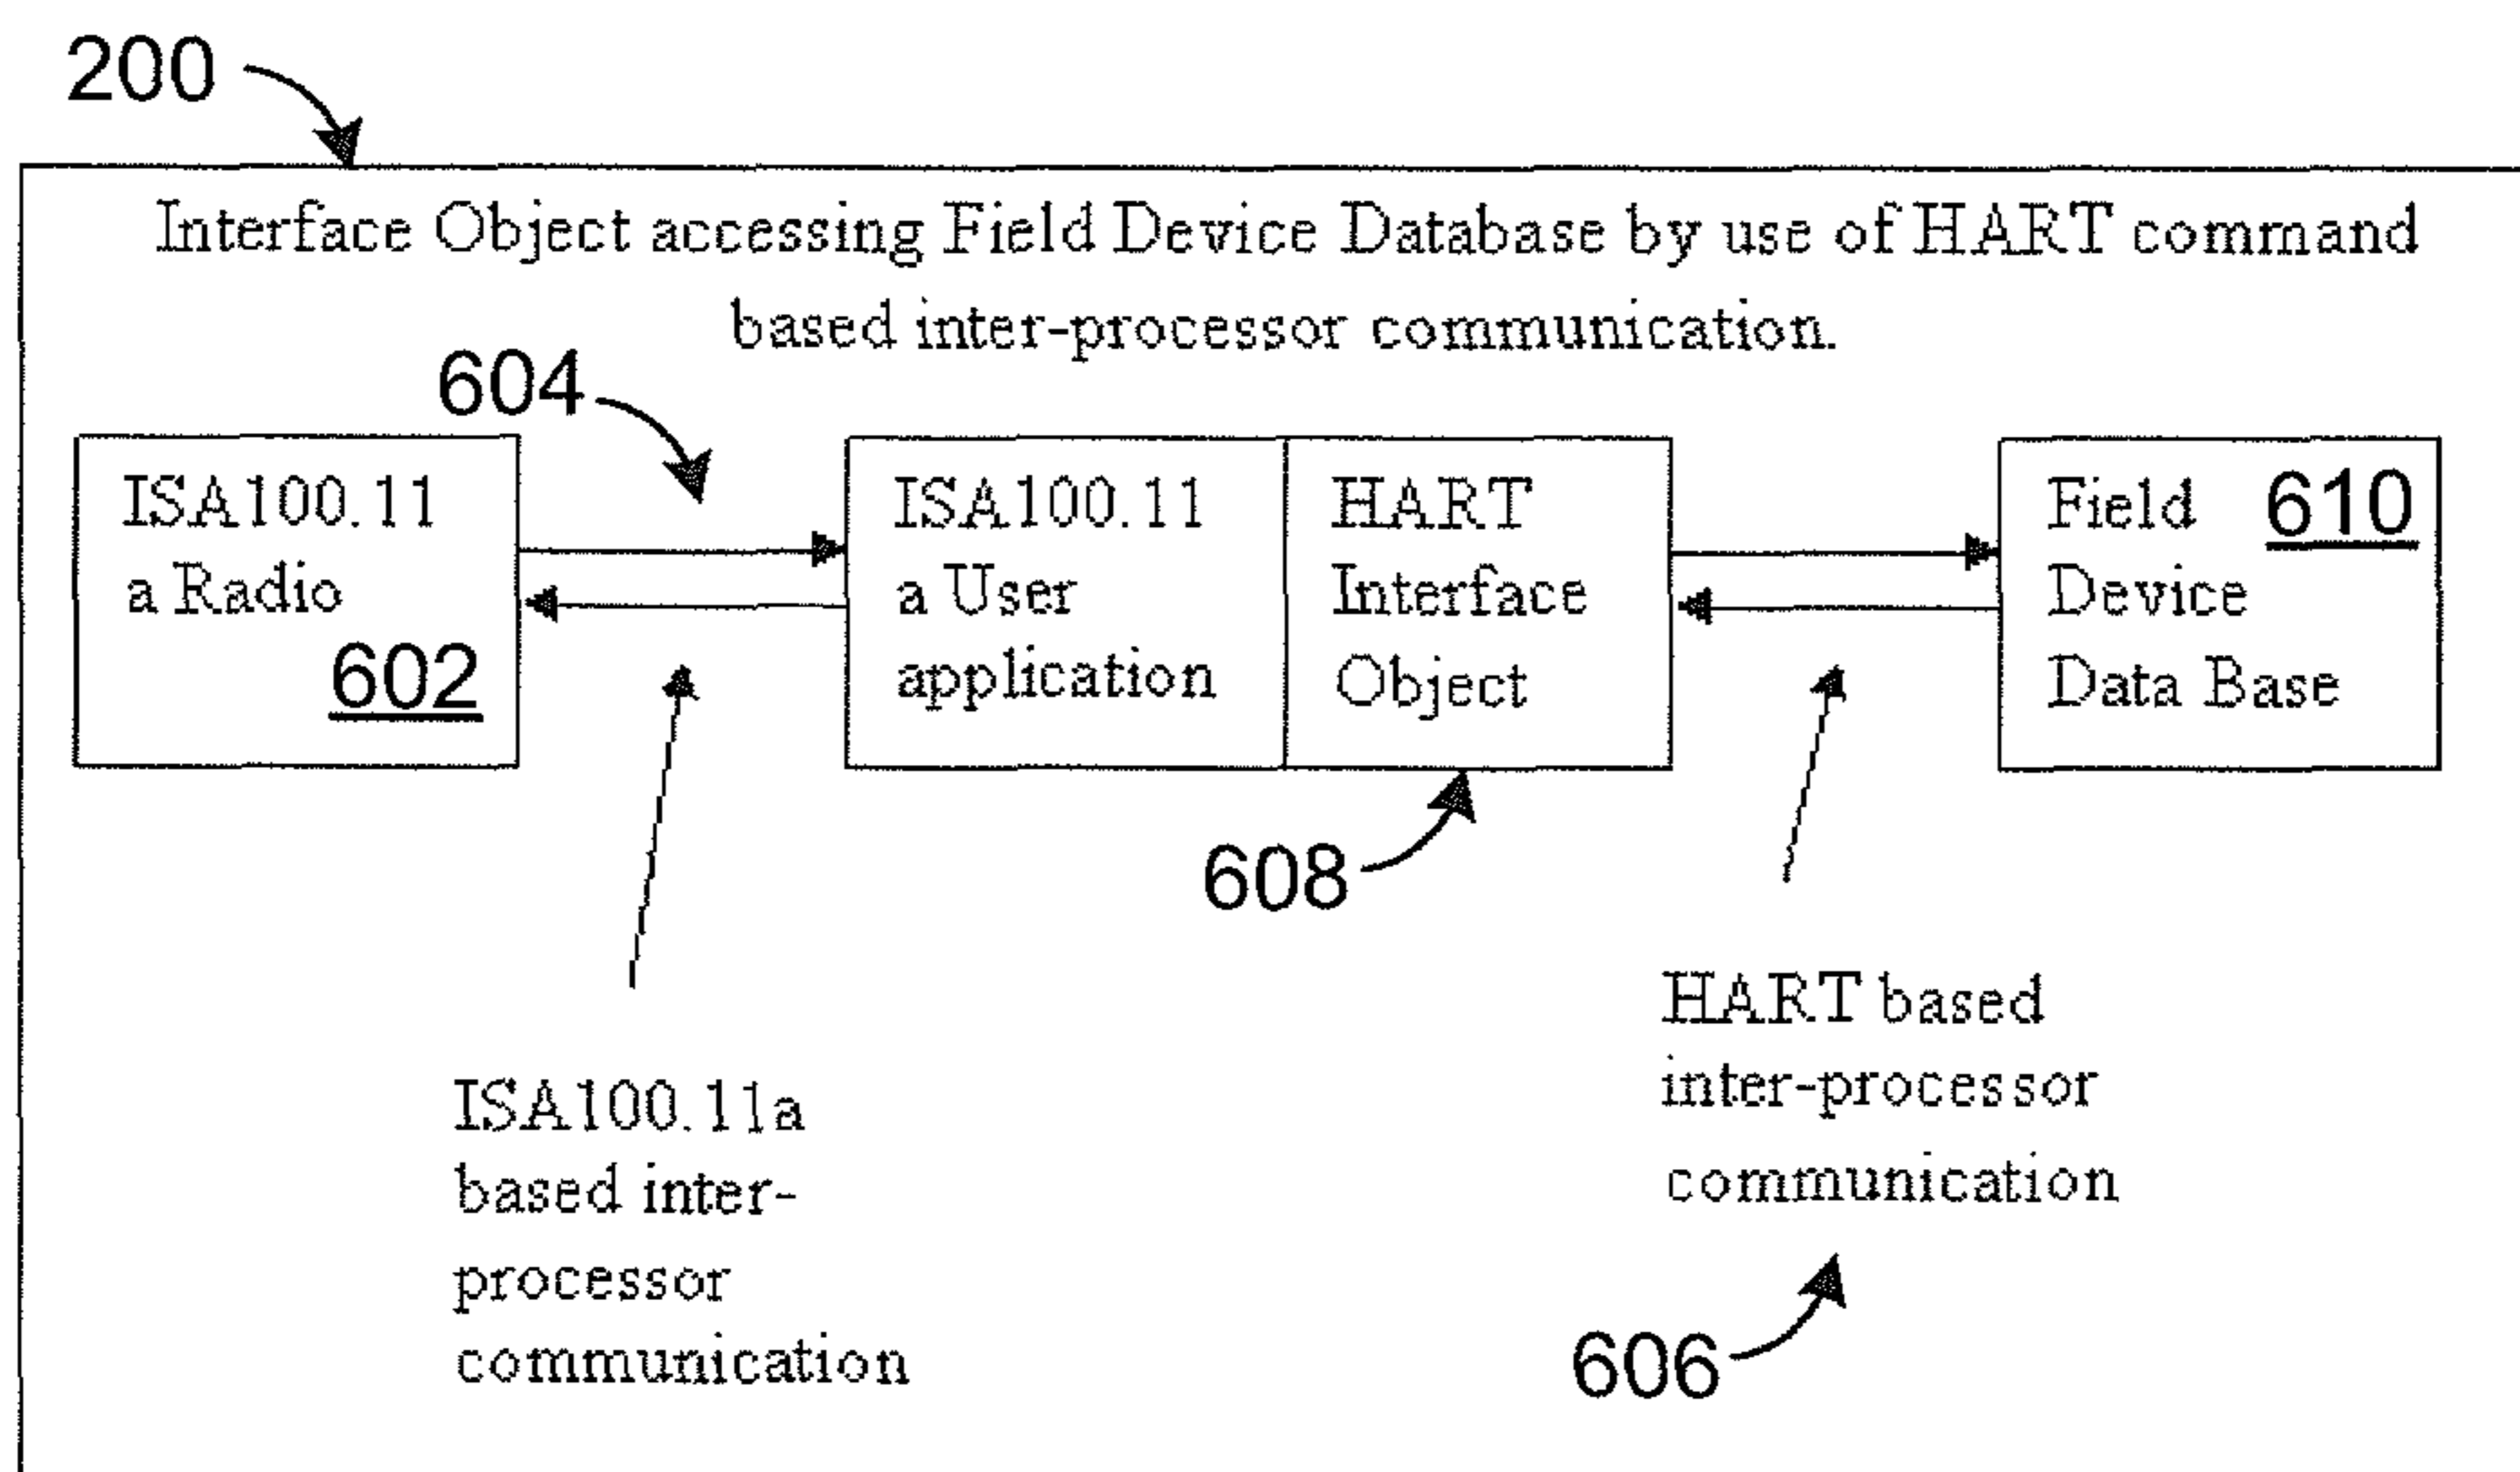 200
Interface Object accessing Field Device Database by use of HART command
based inter-processor communication.
604
ISA100.11
a Radio
602
ISA100.11
a User
application
HART
Interface
Object
Field 610
Device
Data Base
608
ISA100.11a
based inter-
processor
communication
HART based
inter-processor
communication
606